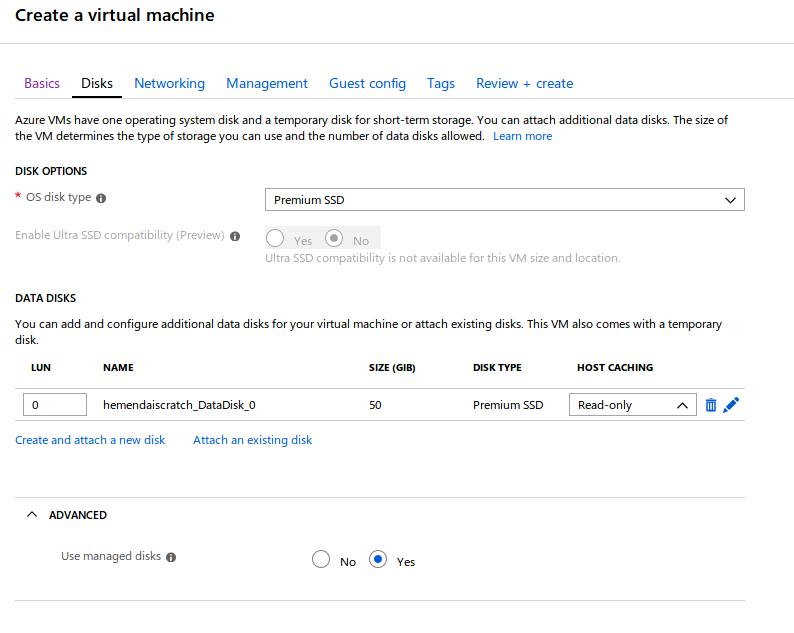 Create a virtual machine
Basics Disks Networking Management Guest config Tags Review + create
Azure VMs have one operating system disk and a temporary disk for short-term storage. You can attach additional data disks. The size of
the VM determines the type of storage you can use and the number of data disks allowed. Learn more
DISK OPTIONS
* OS disk type Premium SSD
Enable Ultra SSD compatibility (Preview) Yes No
Ultra SSD compatibility is not available for this VM size and location.
DATA DISKS
You can add and configure additional data disks for your virtual machine or attach existing disks. This VM also comes with a temporary
disk.
LUN NAME SIZE (GIB) DISK TYPE HOST CACHING
0 hemendaiscratch_DataDisk_0 50 Premium SSD Read-only
Create and attach a new disk Attach an existing disk
ADVANCED
Use managed disks No Yes